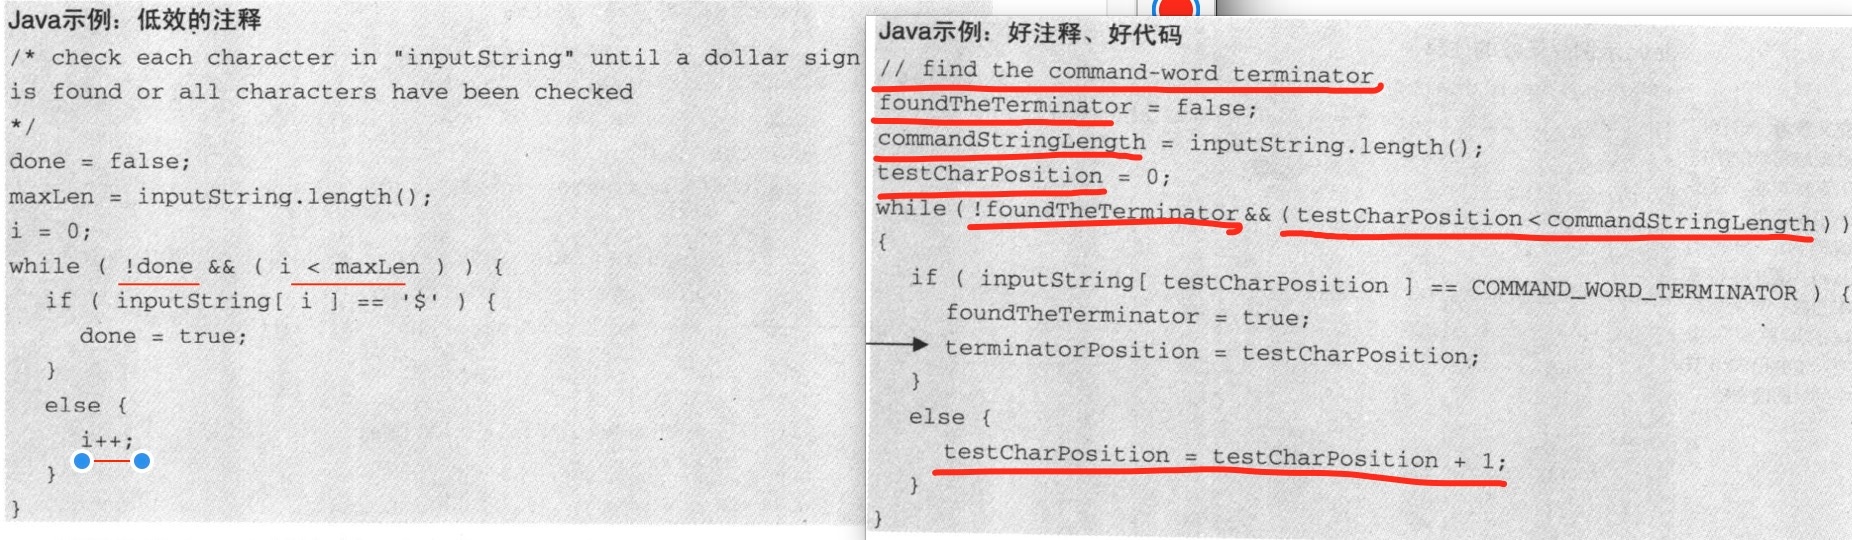 Java示例：低效的注释
/* check each character in "inputString" until a dollar sign
is found or all characters have been checked
*/
done = false;
maxLen = inputString.length();
i = 0;
while ( !done && ( i < maxLen ) ) {
if ( inputString[ i ] == '$' ) {
done = true;
}
else {
i++;
}
}
Java示例：好注释、好代码
// find the command-word terminator
foundTheTerminator = false;
commandStringLength = inputString.length();
testCharPosition = 0;
while ( !foundTheTerminator && ( testCharPosition < commandStringLength ) )
{
if ( inputString[ testCharPosition ] == COMMAND_WORD_TERMINATOR ) {
foundTheTerminator = true;
terminatorPosition = testCharPosition;
}
else {
testCharPosition = testCharPosition + 1;
}
}